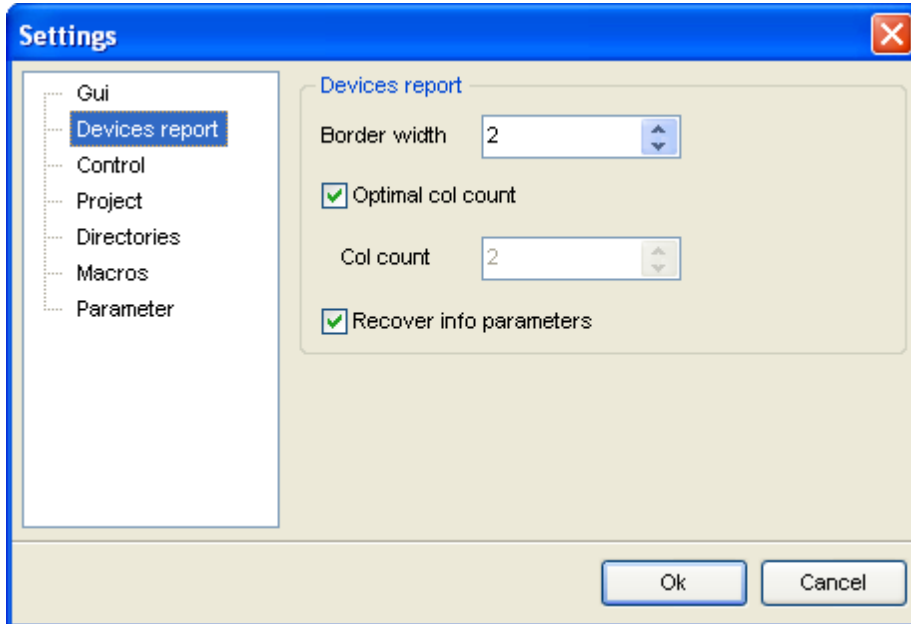 Settings
Gui
Devices report
Control
Project
Directories
Macros
Parameter
Devices report
Border width 2
Optimal col count
Col count 2
Recover info parameters
Ok Cancel